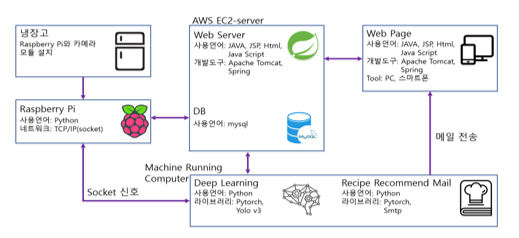 AWS EC2-server
냉장고
Raspberry Pi와 카메라
모듈 설치
Web Server
사용언어: JAVA, JSP, Html,
Java Script
개발도구: Apache Tomcat,
Spring
DB
사용언어: mysql
MySQL
Web Page
사용언어: JAVA, JSP, Html,
Java Script
개발도구: Apache Tomcat,
Spring
Tool: PC, 스마트폰
Raspberry Pi
사용언어: Python
네트워크: TCP/IP(socket)
메일 전송
Machine Running
Computer
Socket 신호
Deep Learning
사용언어: Python
라이브러리: Pytorch,
Yolo v3
Recipe Recommend Mail
사용언어: Python
라이브러리: Pytorch,
Smtp